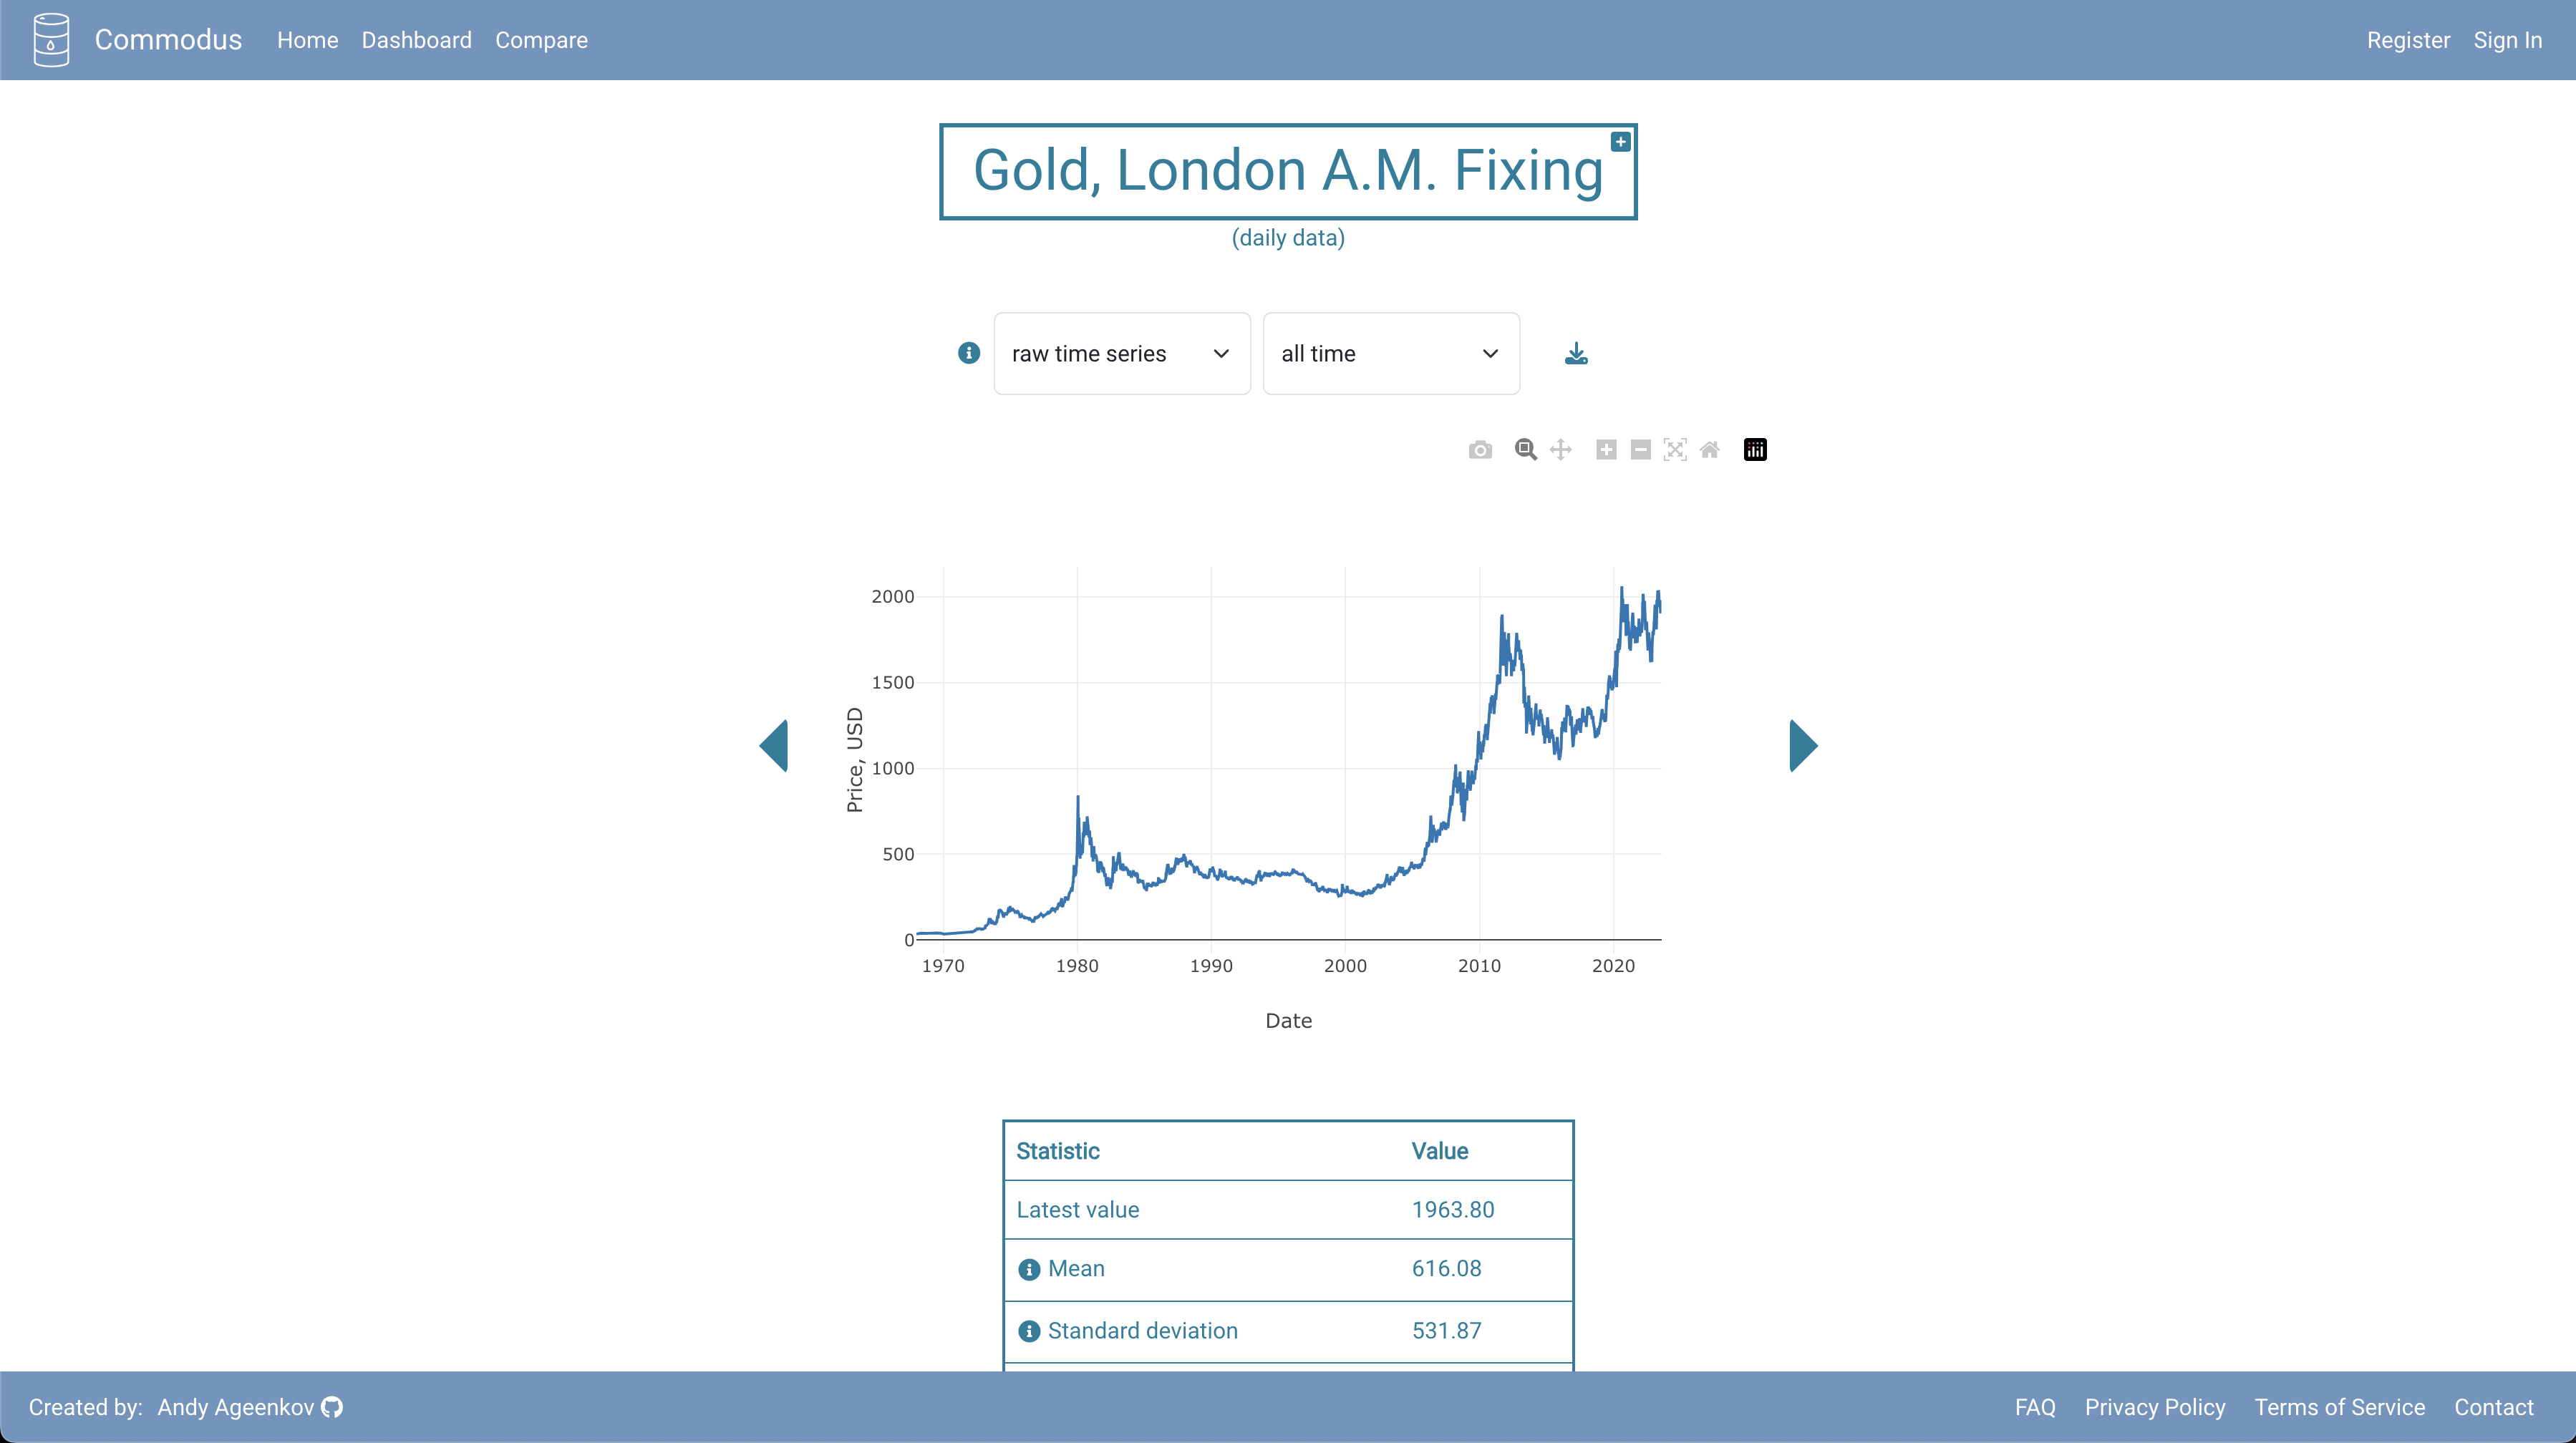 Commodus Home Dashboard Compare Register Sign In
Gold, London A.M. Fixing
(daily data)
raw time series all time
2000
1500
1000
500
0
Price, USD
1970 1980 1990 2000 2010 2020
Date
Statistic Value
Latest value 1963.80
Mean 616.08
Standard deviation 531.87
Created by: Andy Ageenkov FAQ Privacy Policy Terms of Service Contact